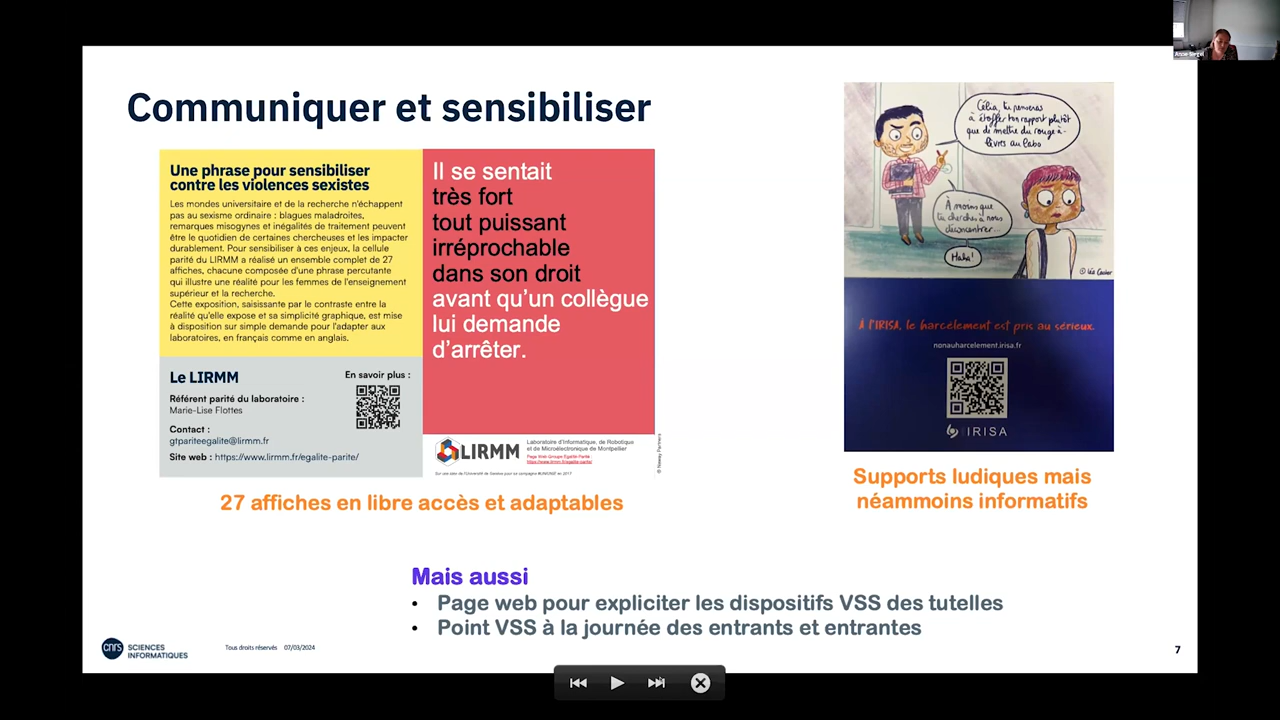 Communiquer et sensibiliser
Une phrase pour sensibiliser
contre les violences sexistes
Les mondes universitaire et de la recherche n'échappent
pas au sexisme ordinaire : blagues maladroites,
remarques misogynes et inégalités de traitement peuvent
être le quotidien de certaines chercheuses et les impacter
durablement. Pour sensibiliser à ces enjeux, la cellule
parité du LIRMM a réalisé un ensemble complet de 27
affiches, chacune composée d'une phrase percutante
qui illustre une réalité pour les femmes de l'enseignement
supérieur et la recherche.
Cette exposition, saisissante par le contraste entre la
réalité qu'elle expose et sa simplicité graphique, est mise
à disposition sur simple demande pour l'adapter aux
laboratoires, en français comme en anglais.
Le LIRMM
En savoir plus :
Référent parité du laboratoire :
Marie-Lise Flottes
Contact :
gtpariteegalite@lirmm.fr
Site web : https://www.lirmm.fr/egalite-parite/
Il se sentait
très fort
tout puissant
irréprochable
dans son droit
avant qu'un collègue
lui demande
d'arrêter.
LIRMM
Laboratoire d'Informatique, de Robotique
et de Microélectronique de Montpellier
Page Web Groupe Egalité-Parité :
https://www.lirmm.fr/egalite-parite/
27 affiches en libre accès et adaptables
Célia, tu penseras
à étoffer ton rapport plutôt
que de mettre du rouge à-
lèvres au labo
À moins que
tu cherches à nous
déconcentrer...
Haha!
À l'IRISA, le harcèlement est pris au sérieux.
nonauharcelement.irisa.fr
IRISA
Supports ludiques mais
néammoins informatifs
Mais aussi
• Page web pour expliciter les dispositifs VSS des tutelles
• Point VSS à la journée des entrants et entrantes
cnrs
SCIENCES
INFORMATIQUES
Tous droits réservés 07/03/2024
7